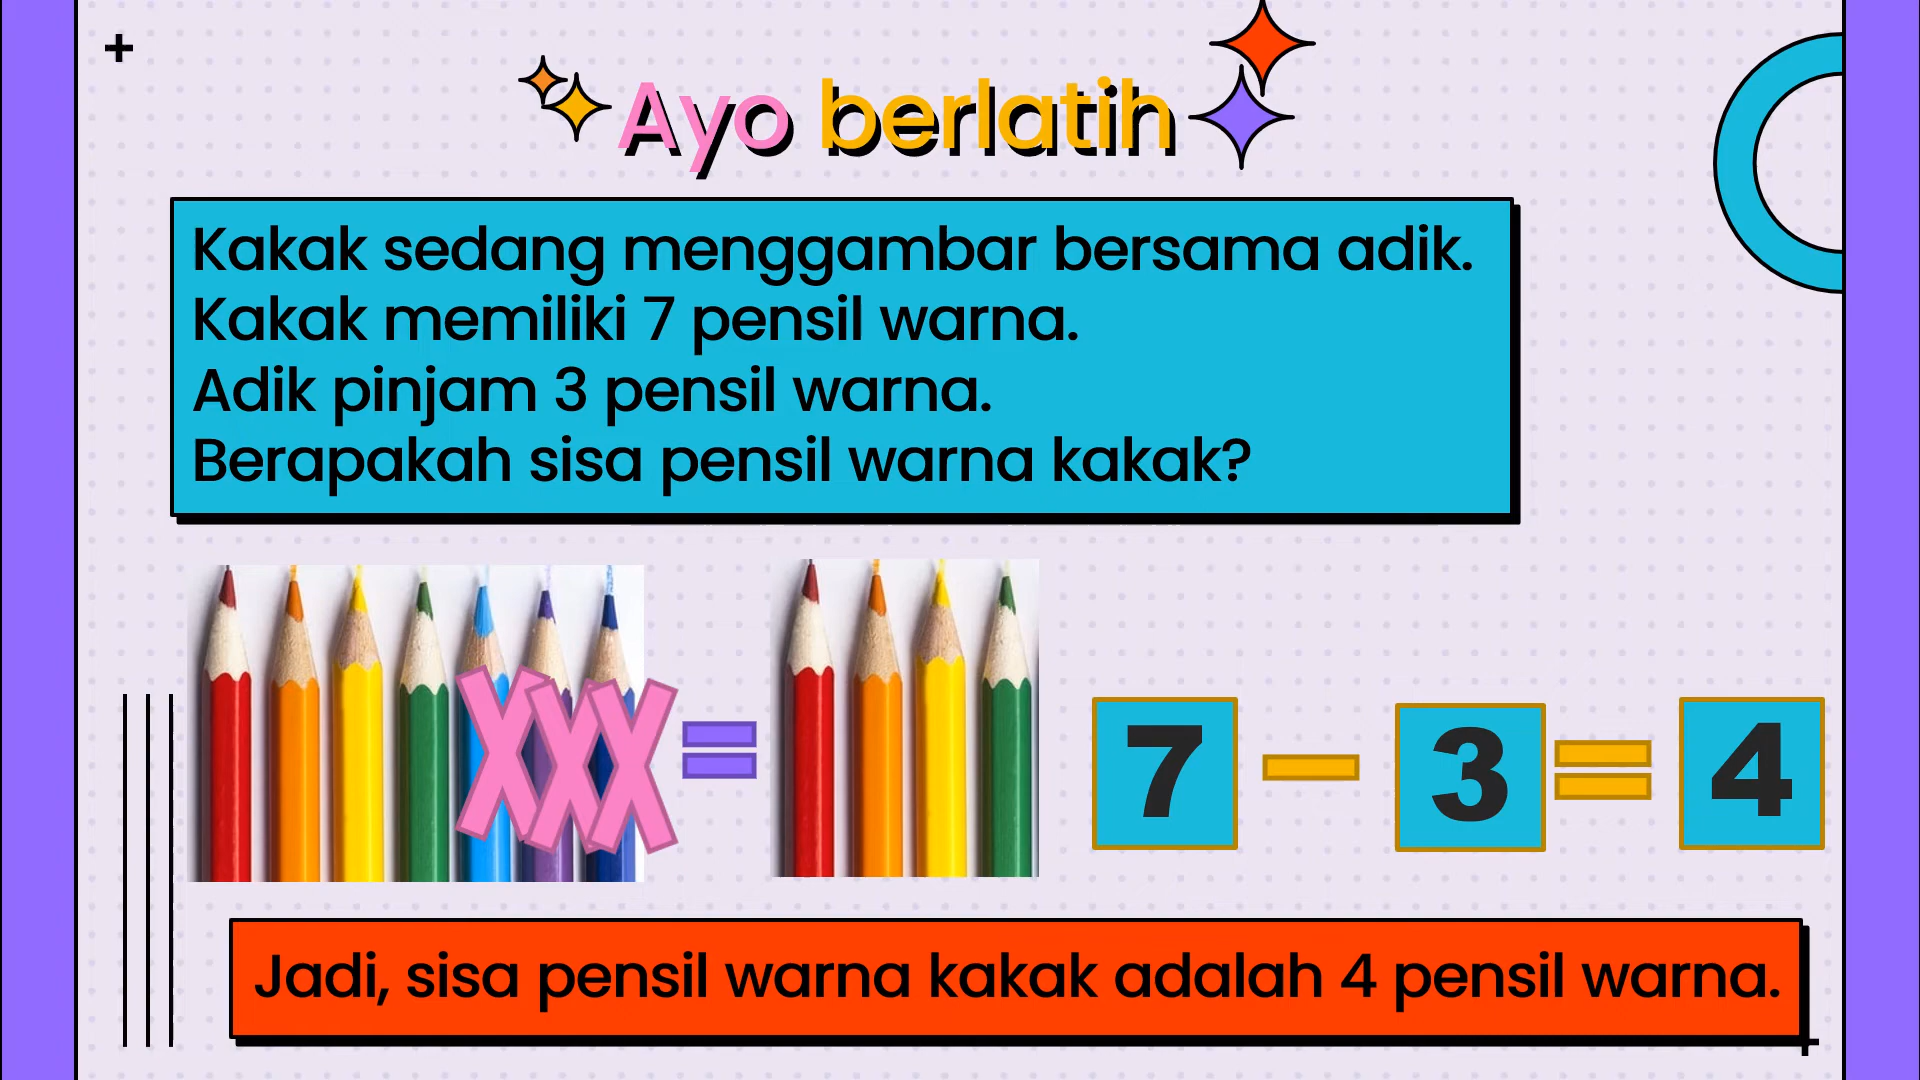 Ayo berlatih
Kakak sedang menggambar bersama adik.
Kakak memiliki 7 pensil warna.
Adik pinjam 3 pensil warna.
Berapakah sisa pensil warna kakak?
XXX =
7 - 3 = 4
Jadi, sisa pensil warna kakak adalah 4 pensil warna.